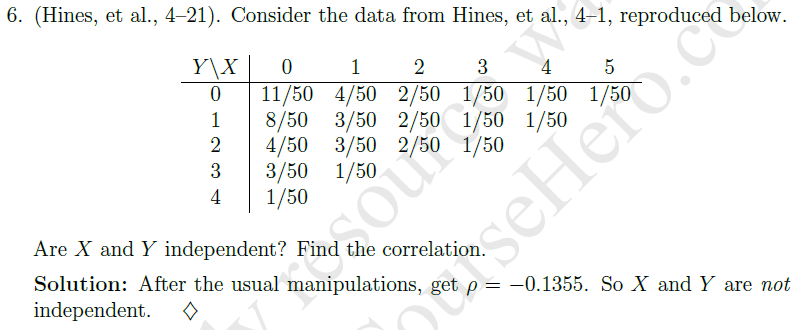 6. (Hines, et al., 4–21). Consider the data from Hines, et al., 4–1, reproduced below.
Y\X 0 1 2 3 4 5
0 11/50 4/50 2/50 1/50 1/50 1/50
1 8/50 3/50 2/50 1/50 1/50
2 4/50 3/50 2/50 1/50
3 3/50 1/50
4 1/50
Are X and Y independent? Find the correlation.
Solution: After the usual manipulations, get ρ = −0.1355. So X and Y are not
independent. ◇